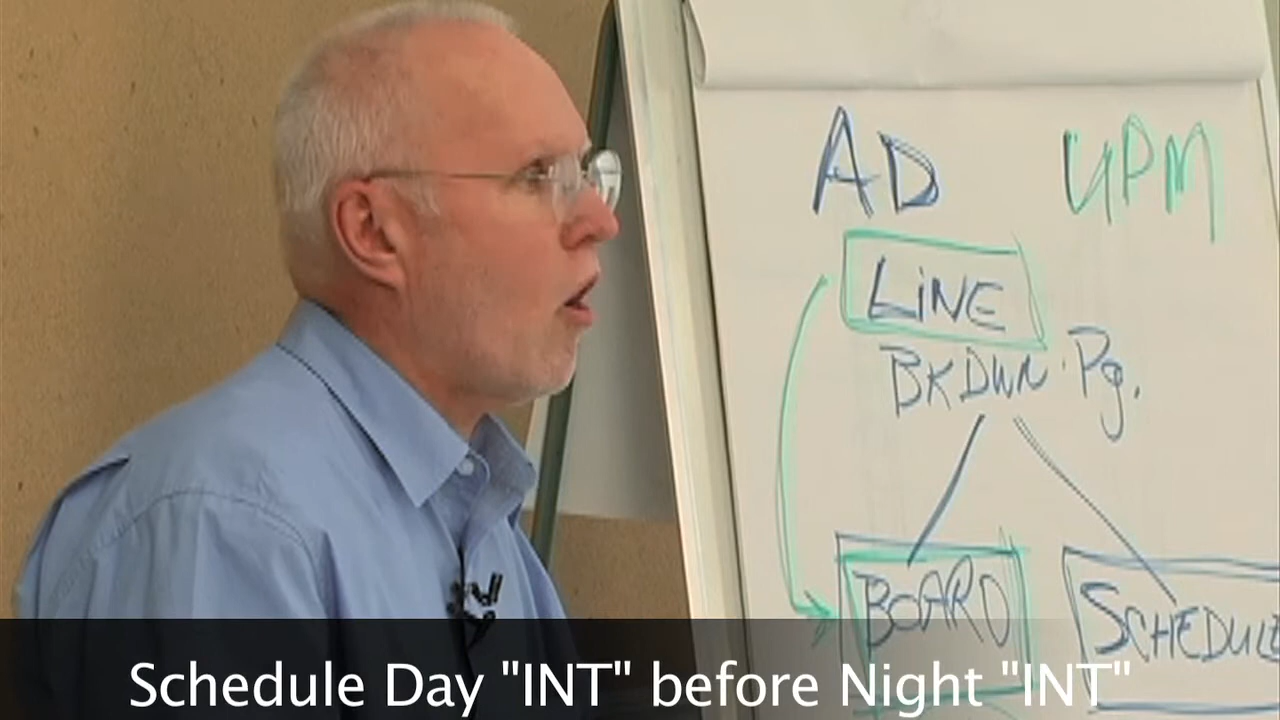 AD UPM
LiNE
BKDWN Pg.
BOARD SCHEDULE
Schedule Day "INT" before Night "INT"